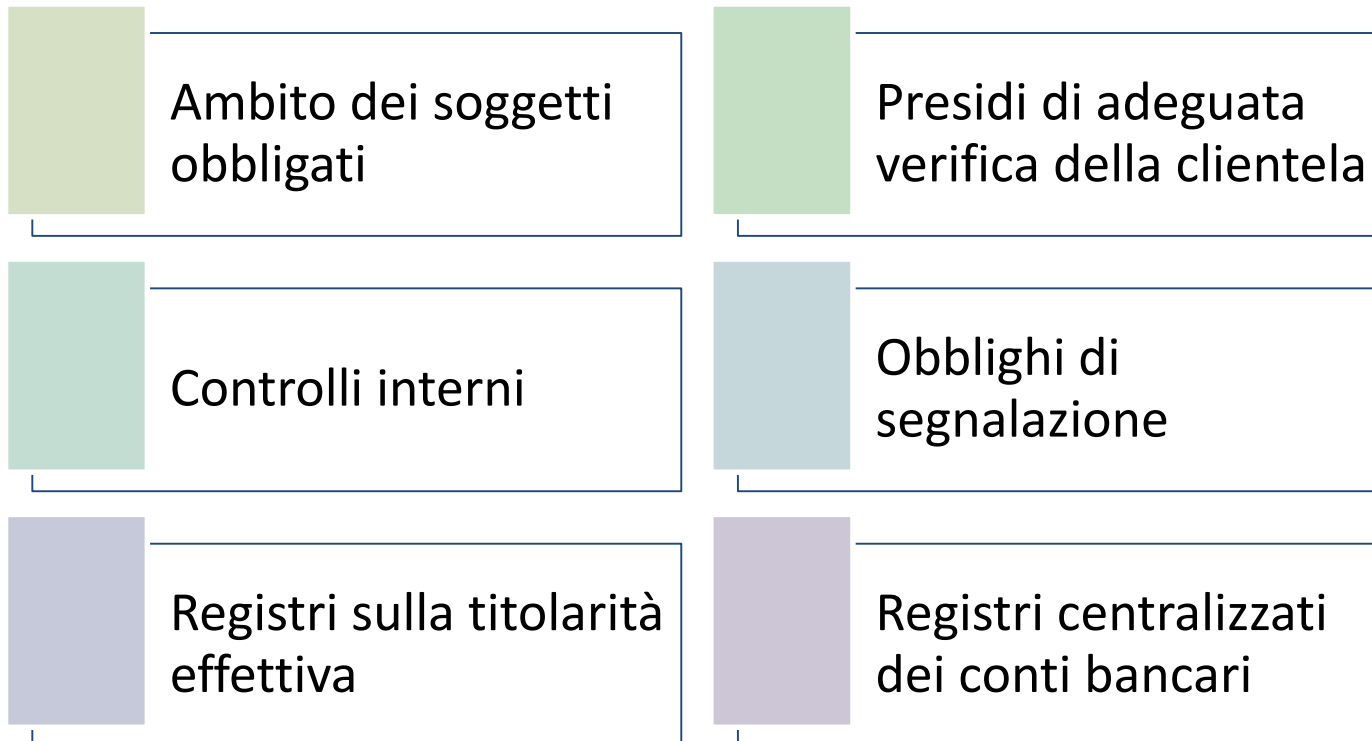 Ambito dei soggetti
obbligati
Presidi di adeguata
verifica della clientela
Controlli interni
Obblighi di
segnalazione
Registri sulla titolarità
effettiva
Registri centralizzati
dei conti bancari